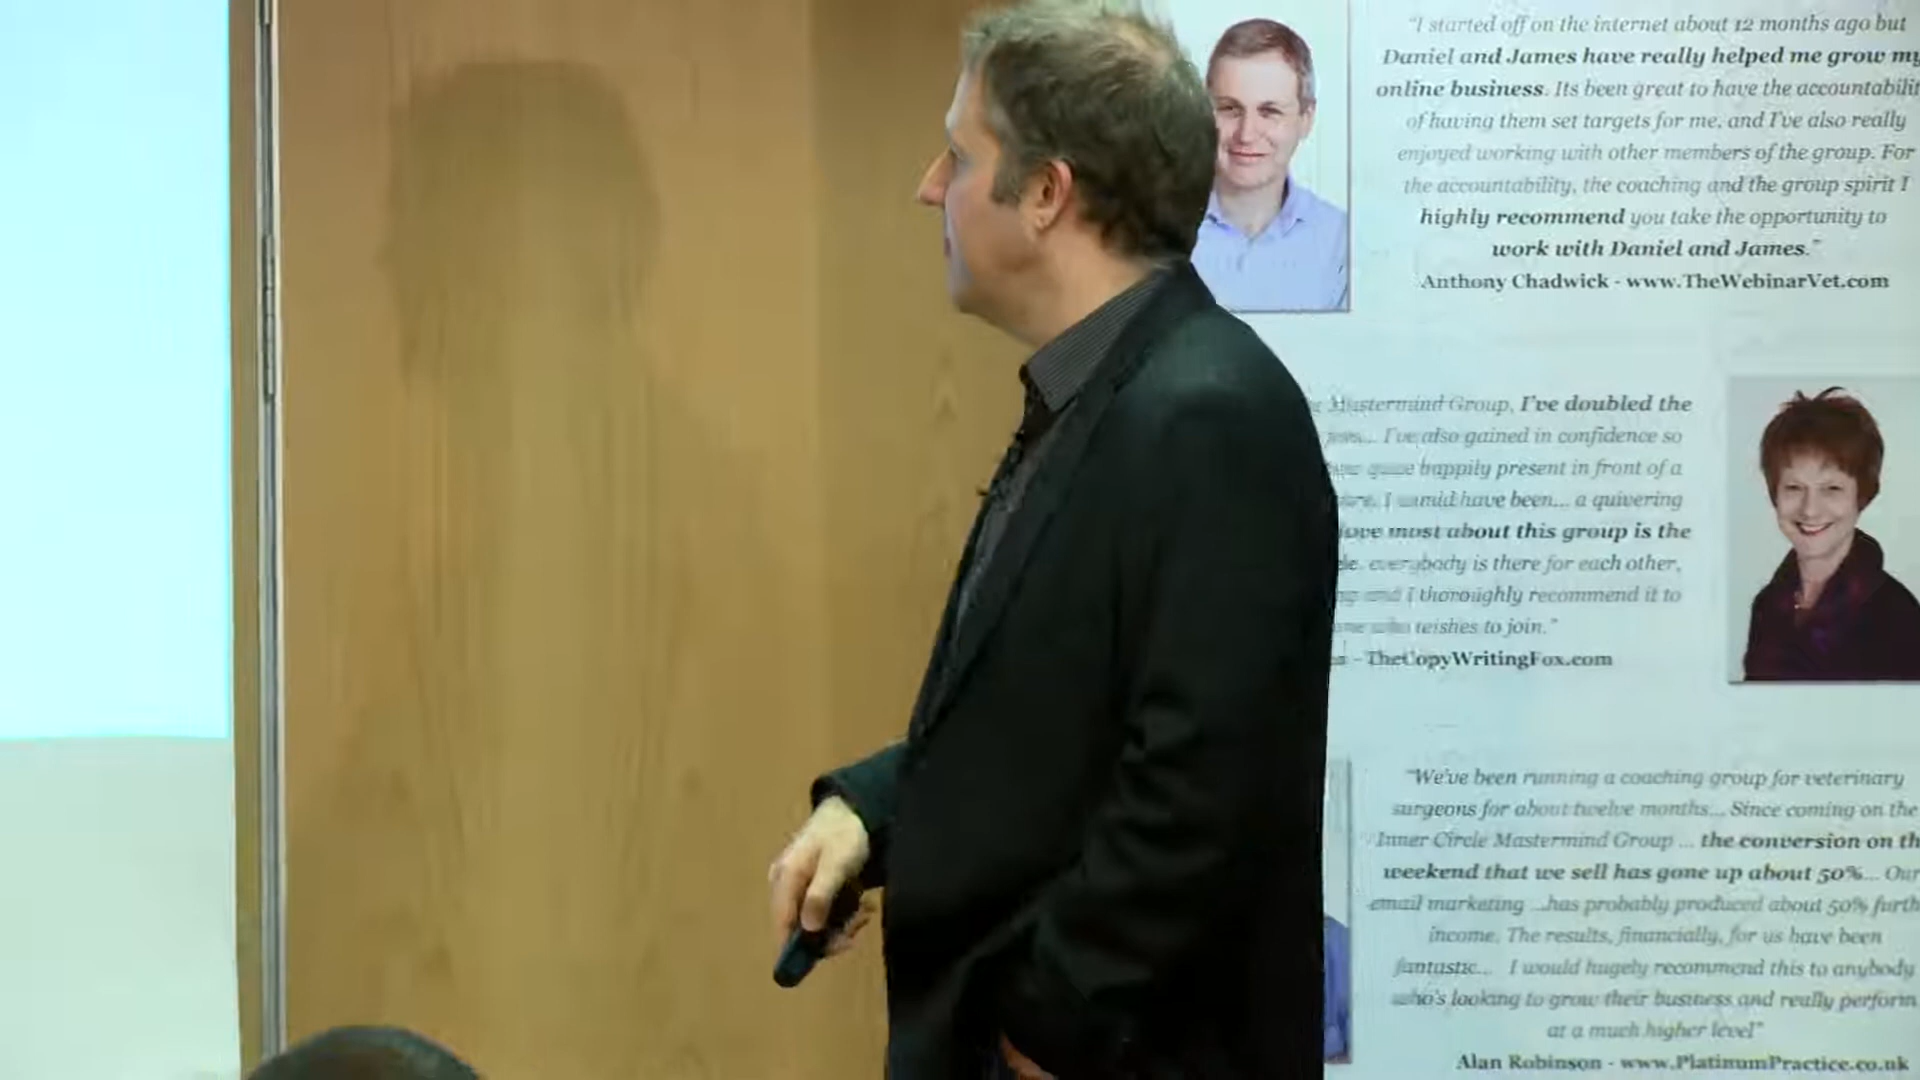 "I started off on the internet about 12 months ago but
Daniel and James have really helped me grow my
online business. Its been great to have the accountabilit
of having them set targets for me, and I've also really
enjoyed working with other members of the group. For
the accountability, the coaching and the group spirit I
highly recommend you take the opportunity to
work with Daniel and James."
Anthony Chadwick - www.TheWebinarVet.com
Mastermind Group, I've doubled the
I've also gained in confidence so
happily present in front of a
have been... a quivering
love most about this group is the
everybody is there for each other,
and I thoroughly recommend it to
wishes to join."
- TheCopyWritingFox.com
"We've been running a coaching group for veterinary
surgeons for about twelve months... Since coming on the
Inner Circle Mastermind Group ... the conversion on th
weekend that we sell has gone up about 50%... Our
email marketing ...has probably produced about 50% furth
income. The results, financially, for us have been
fantastic... I would hugely recommend this to anybody
who's looking to grow their business and really perform
at a much higher level"
Alan Robinson - www.PlatinumPractice.co.uk